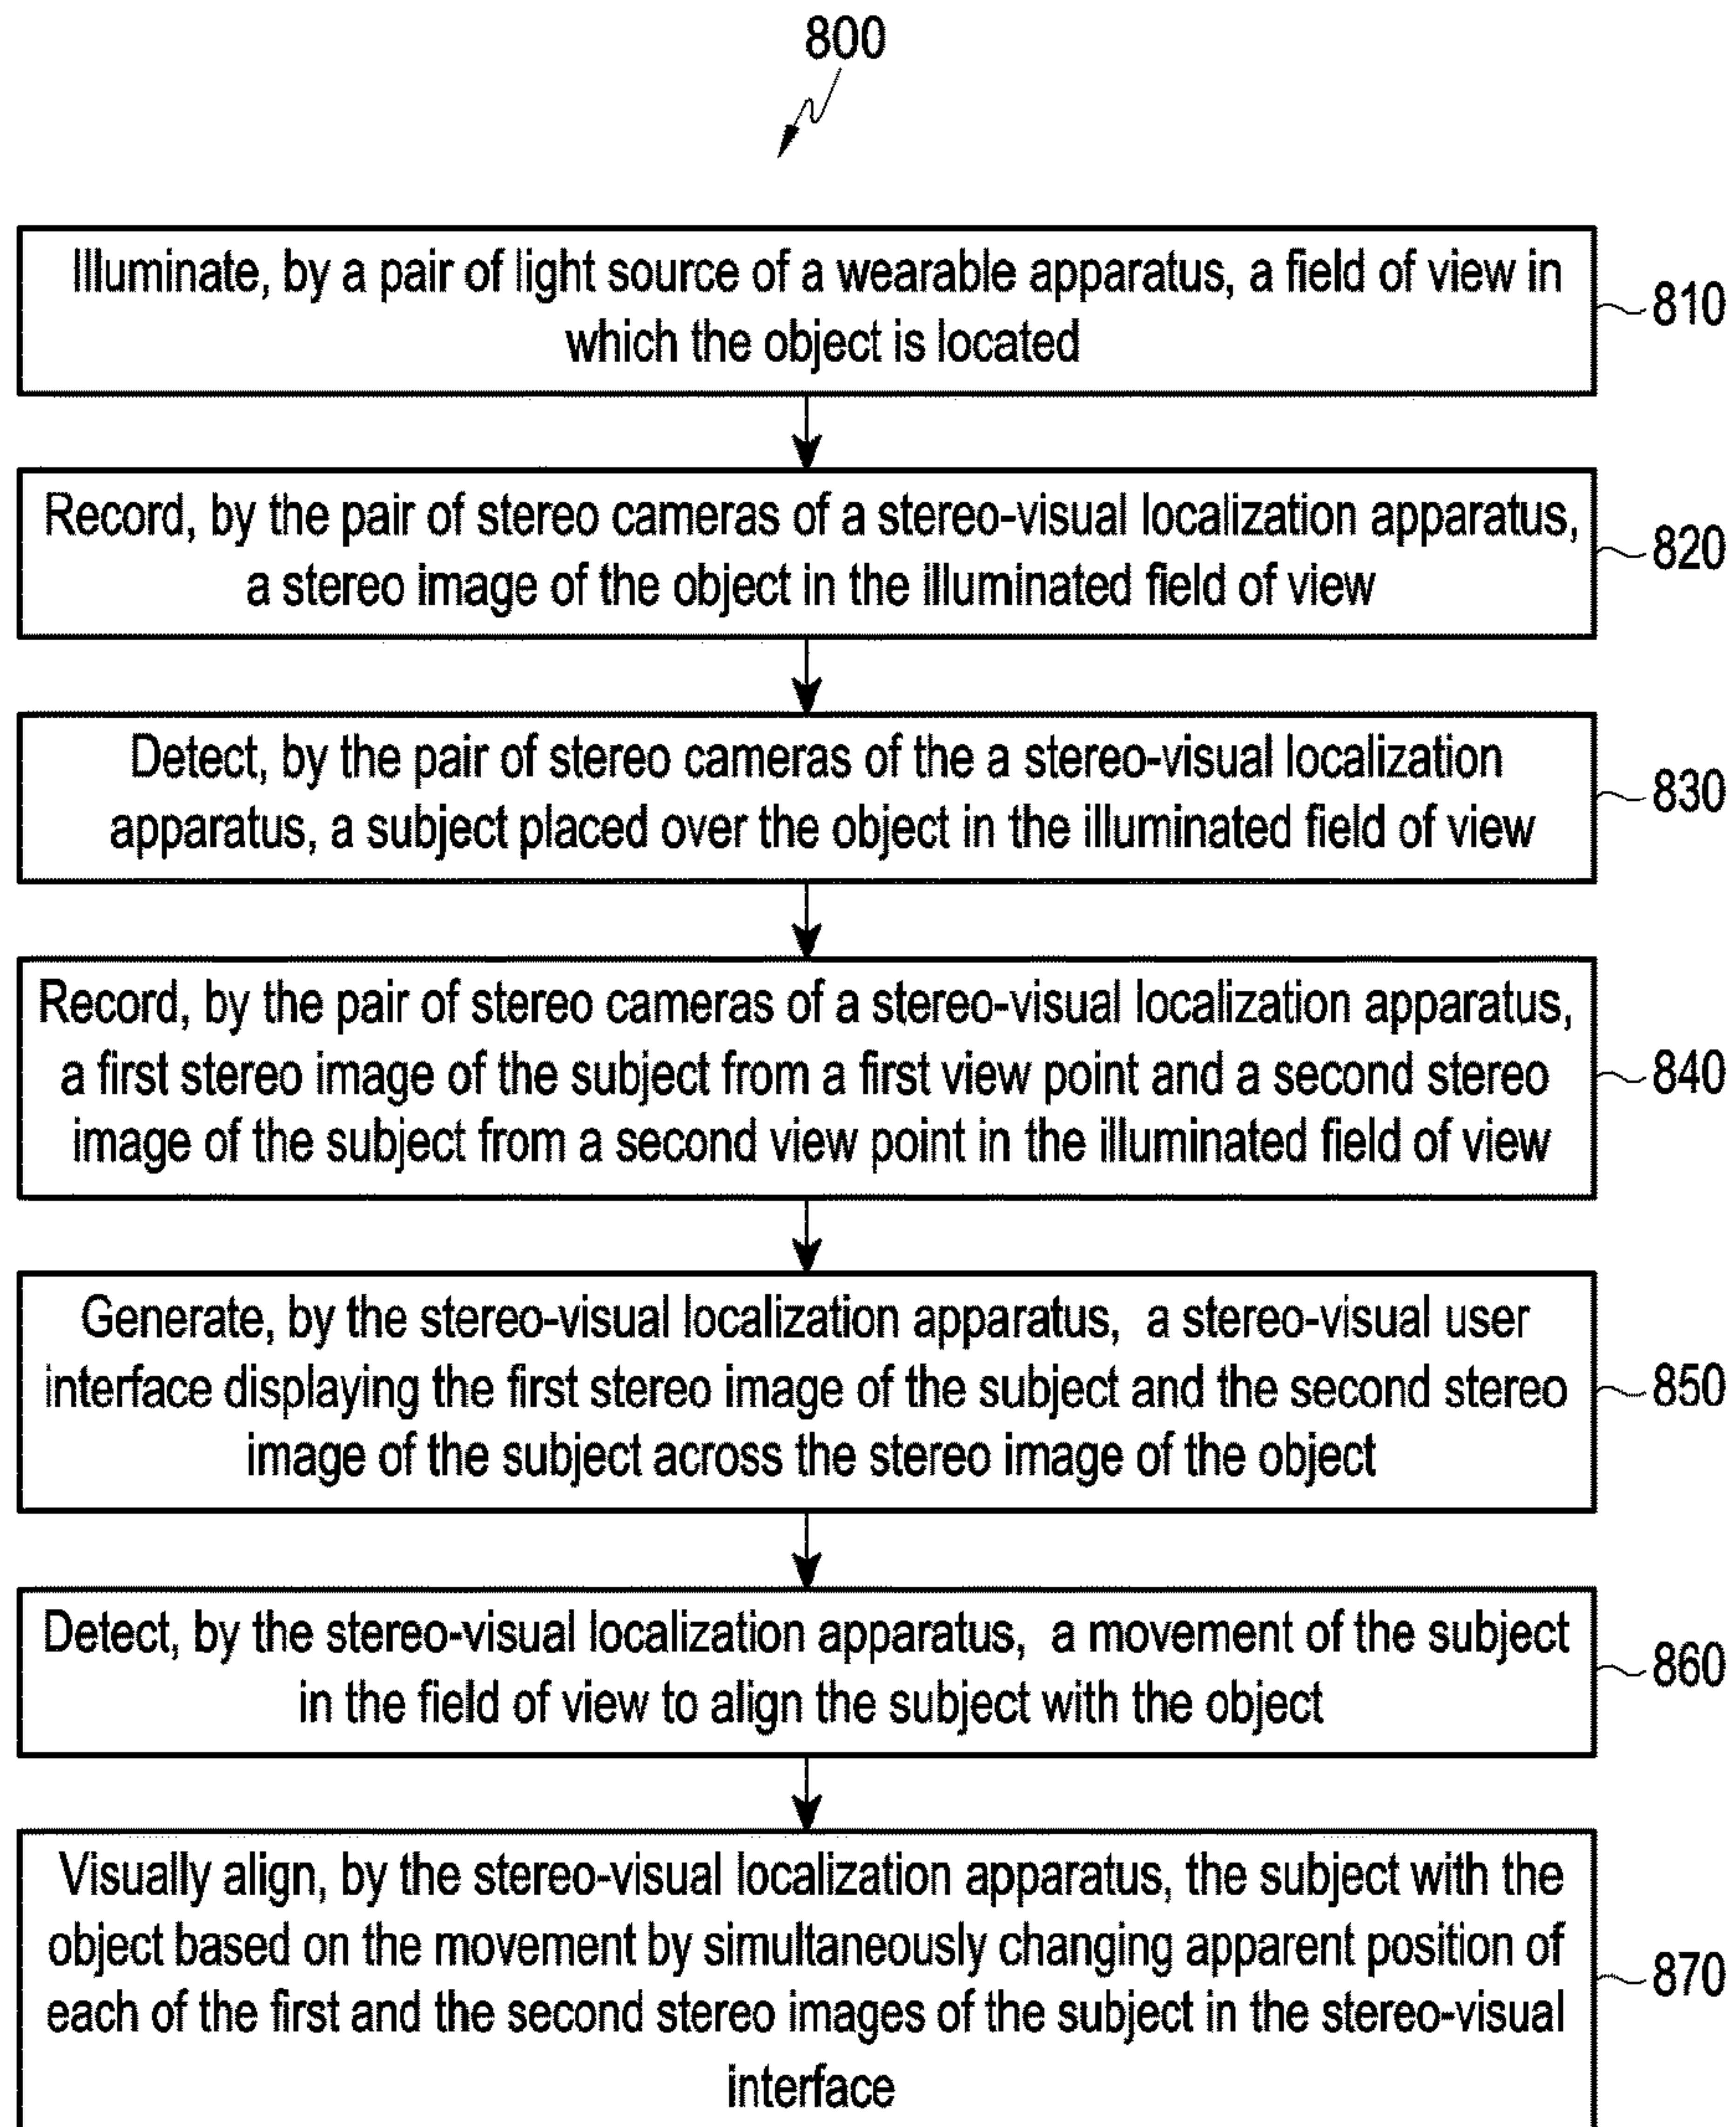 800
Illuminate, by a pair of light source of a wearable apparatus, a field of view in
which the object is located
810
Record, by the pair of stereo cameras of a stereo-visual localization apparatus,
a stereo image of the object in the illuminated field of view
820
Detect, by the pair of stereo cameras of the a stereo-visual localization
apparatus, a subject placed over the object in the illuminated field of view
830
Record, by the pair of stereo cameras of a stereo-visual localization apparatus,
a first stereo image of the subject from a first view point and a second stereo
image of the subject from a second view point in the illuminated field of view
840
Generate, by the stereo-visual localization apparatus, a stereo-visual user
interface displaying the first stereo image of the subject and the second stereo
image of the subject across the stereo image of the object
850
Detect, by the stereo-visual localization apparatus, a movement of the subject
in the field of view to align the subject with the object
860
Visually align, by the stereo-visual localization apparatus, the subject with the
object based on the movement by simultaneously changing apparent position of
each of the first and the second stereo images of the subject in the stereo-visual
interface
870